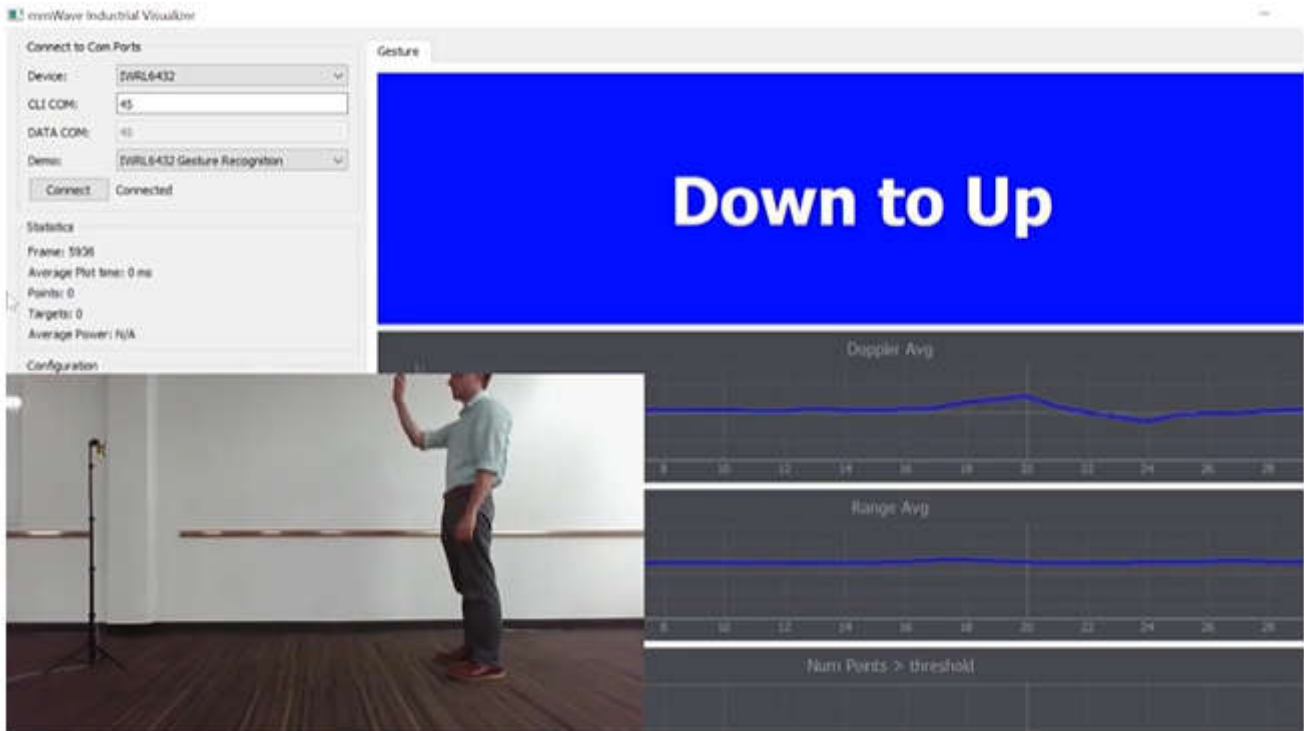 mmWave Industrial Visualizer
Connect to Com Ports
Device: IWRL6432
CLI COM: 45
DATA COM: 45
Demo: IWRL6432 Gesture Recognition
Connect Connected
Statistics
Frame: 5936
Average Plot time: 0 ms
Points: 0
Targets: 0
Average Power: N/A
Configuration
Gesture
Down to Up
Doppler Avg
8 10 12 14 16 18 20 22 24 26 28
Range Avg
8 10 12 14 16 18 20 22 24 26 28
Num Points > threshold